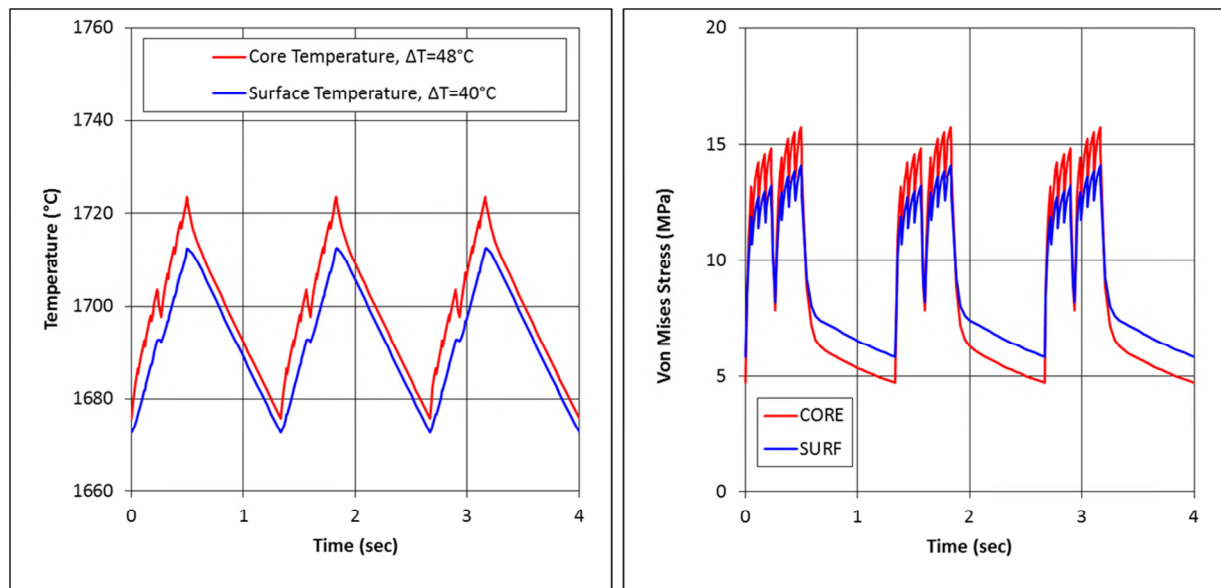 1760
1740
1720
1700
1680
1660
Temperature (°C)
Core Temperature, ΔT=48°C
Surface Temperature, ΔT=40°C
0 1 2 3 4
Time (sec)
20
15
10
5
0
Von Mises Stress (MPa)
CORE
SURF
0 1 2 3 4
Time (sec)